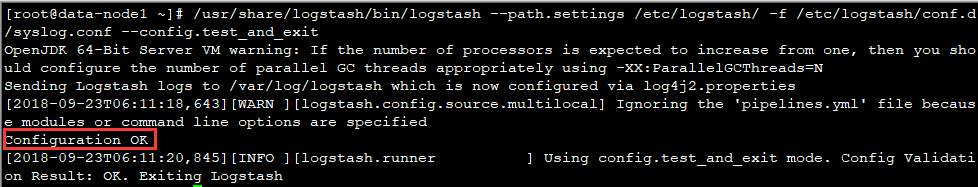 [root@data-node1 ~]# /usr/share/logstash/bin/logstash --path.settings /etc/logstash/ -f /etc/logstash/conf.d
/syslog.conf --config.test_and_exit
OpenJDK 64-Bit Server VM warning: If the number of processors is expected to increase from one, then you sho
uld configure the number of parallel GC threads appropriately using -XX:ParallelGCThreads=N
Sending Logstash logs to /var/log/logstash which is now configured via log4j2.properties
[2018-09-23T06:11:18,643][WARN ][logstash.config.source.multilocal] Ignoring the 'pipelines.yml' file becaus
e modules or command line options are specified
Configuration OK
[2018-09-23T06:11:20,845][INFO ][logstash.runner          ] Using config.test_and_exit mode. Config Validati
on Result: OK. Exiting Logstash